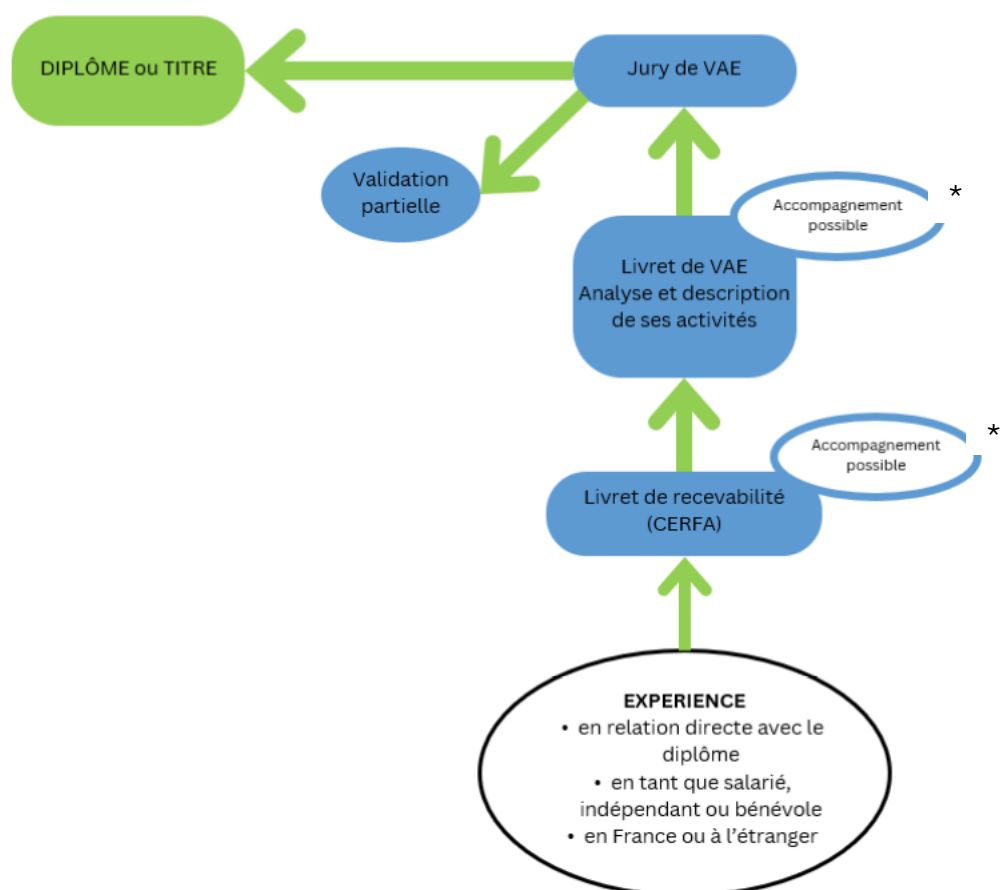 DIPLÔME ou TITRE
Jury de VAE
Validation
partielle
Accompagnement
possible
*
Livret de VAE
Analyse et description
de ses activités
Accompagnement
possible
*
Livret de recevabilité
(CERFA)
EXPERIENCE
• en relation directe avec le
diplôme
• en tant que salarié,
indépendant ou bénévole
• en France ou à l'étranger